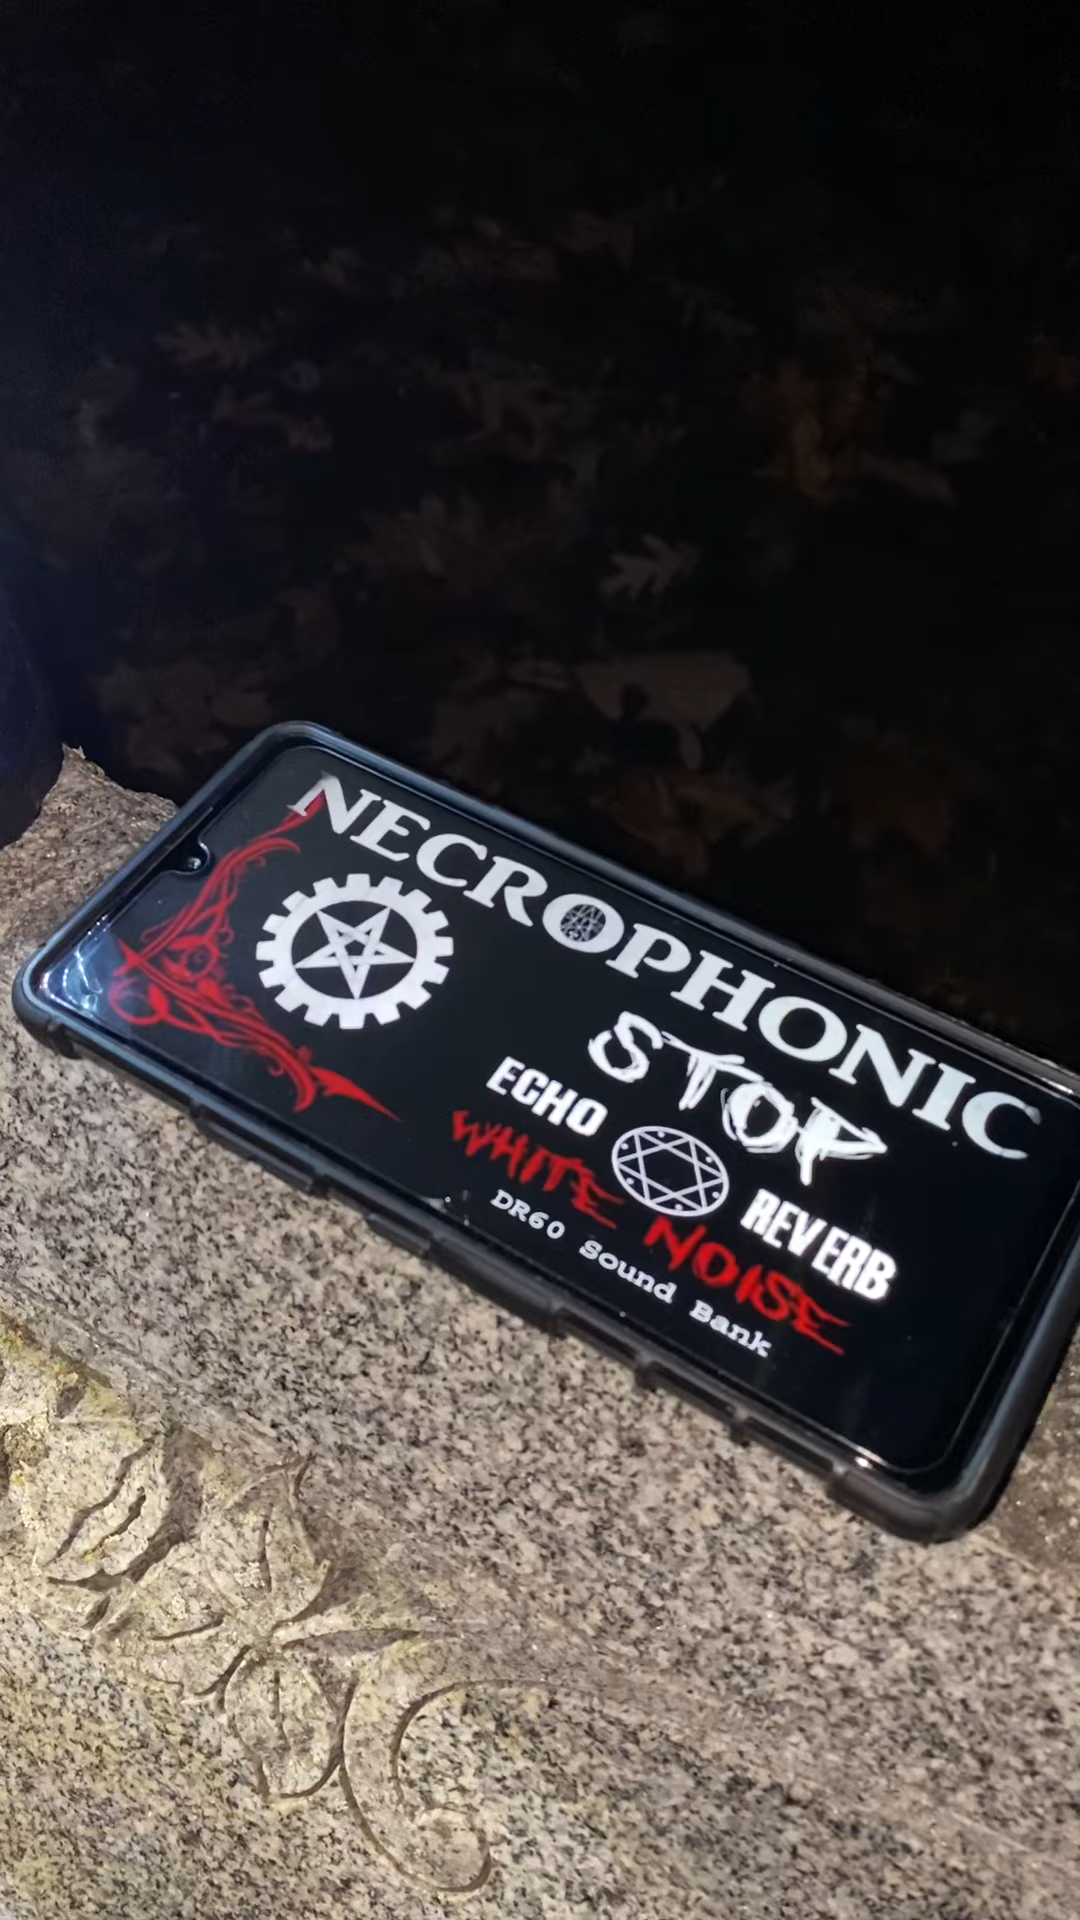 NECROPHONIC
STOP
ECHO
REVERB
WHITE NOISE
DR60 Sound Bank